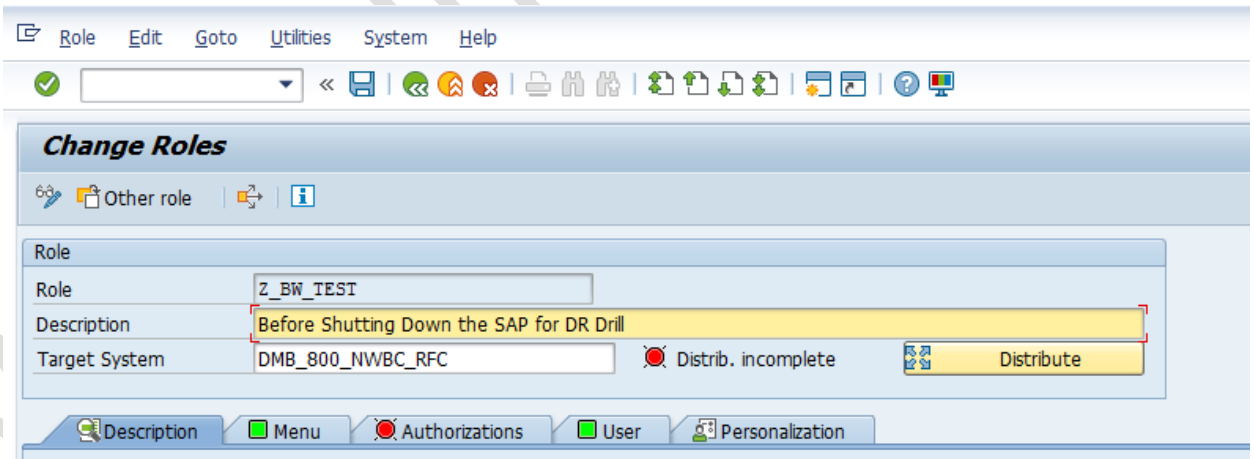 Role Edit Goto Utilities System Help
Change Roles
Other role
Role
Role Z_BW_TEST
Description Before Shutting Down the SAP for DR Drill
Target System DMB_800_NWBC_RFC Distrib. incomplete Distribute
Description Menu Authorizations User Personalization